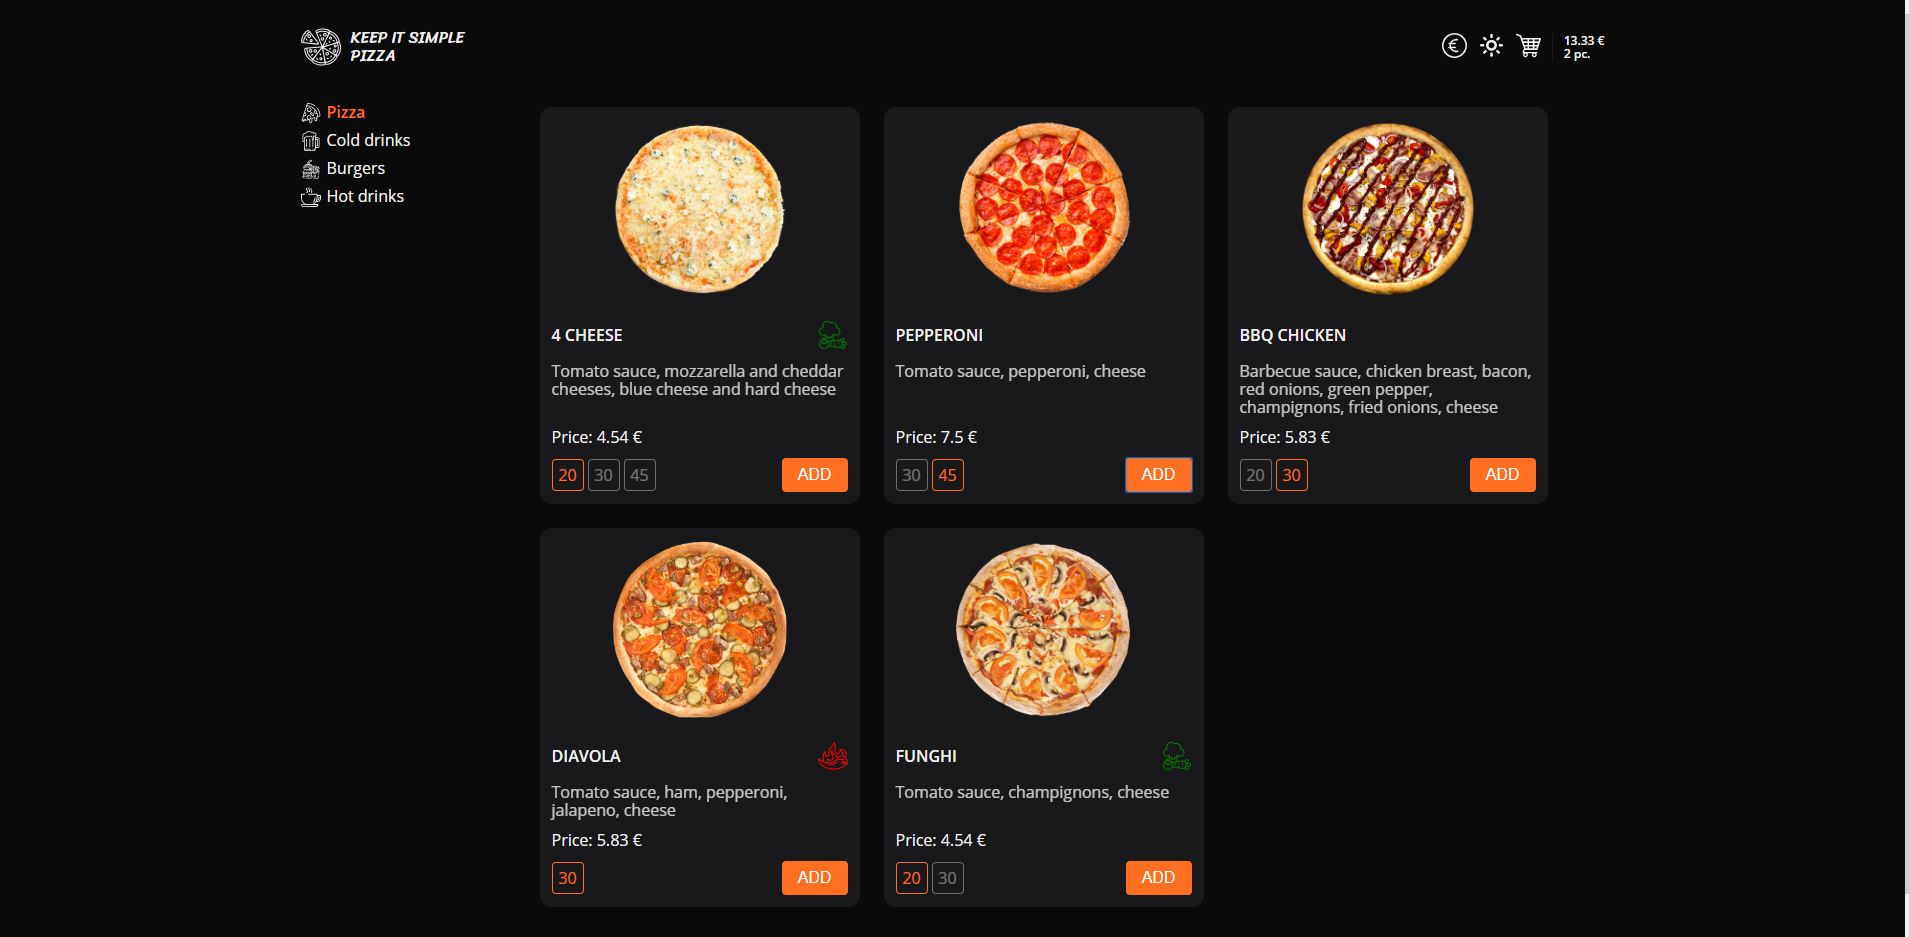 KEEP IT SIMPLE
PIZZA
€
13.33 €
2 pc.
Pizza
Cold drinks
Burgers
Hot drinks
4 CHEESE
Tomato sauce, mozzarella and cheddar
cheeses, blue cheese and hard cheese
Price: 4.54 €
20 30 45 ADD
PEPPERONI
Tomato sauce, pepperoni, cheese
Price: 7.5 €
30 45 ADD
BBQ CHICKEN
Barbecue sauce, chicken breast, bacon,
red onions, green pepper,
champignons, fried onions, cheese
Price: 5.83 €
20 30 ADD
DIAVOLA
Tomato sauce, ham, pepperoni,
jalapeno, cheese
Price: 5.83 €
30 ADD
FUNGHI
Tomato sauce, champignons, cheese
Price: 4.54 €
20 30 ADD